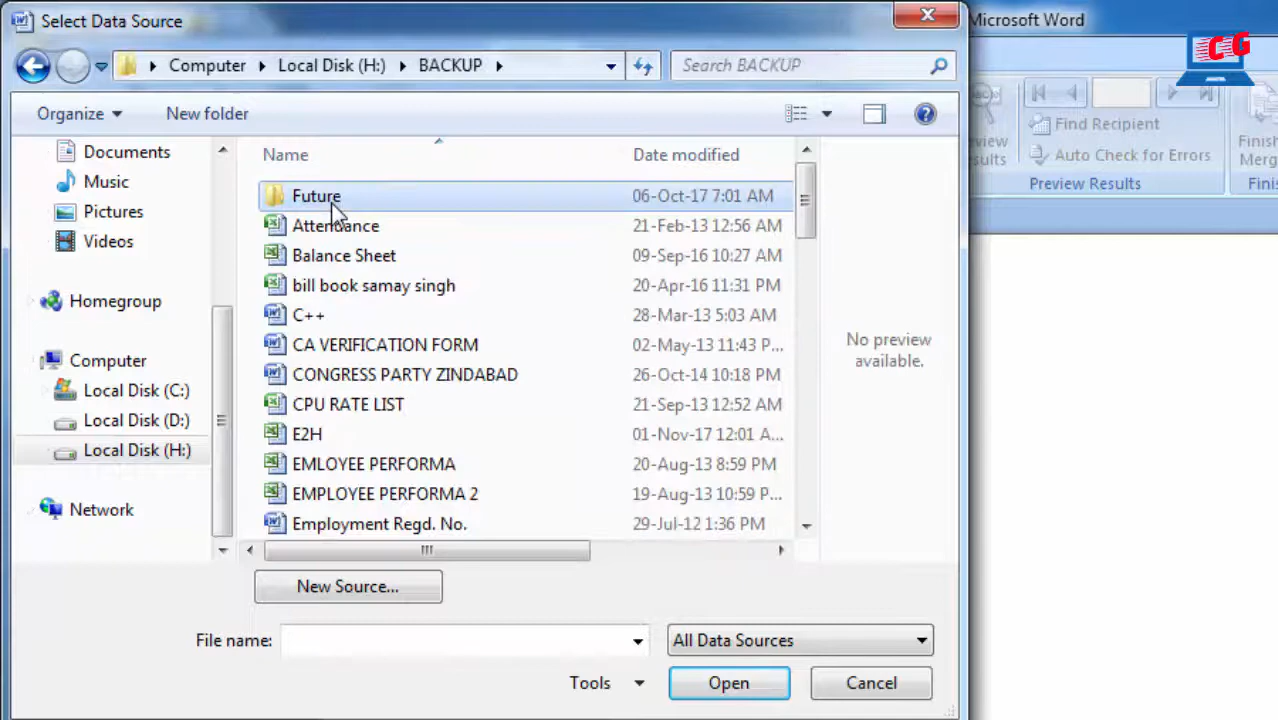 Select Data Source
Microsoft Word
CG
Computer Local Disk (H:) BACKUP
Search BACKUP
Organize New folder
Find Recipient
Auto Check for Errors
Preview Results
Documents
Music
Pictures
Videos
Homegroup
Computer
Local Disk (C:)
Local Disk (D:)
Local Disk (H:)
Network
Name Date modified
Future 06-Oct-17 7:01 AM
Attendance 21-Feb-13 12:56 AM
Balance Sheet 09-Sep-16 10:27 AM
bill book samay singh 20-Apr-16 11:31 PM
C++ 28-Mar-13 5:03 AM
CA VERIFICATION FORM 02-May-13 11:43 P...
CONGRESS PARTY ZINDABAD 26-Oct-14 10:18 PM
CPU RATE LIST 21-Sep-13 12:52 AM
E2H 01-Nov-17 12:01 A...
EMLOYEE PERFORMA 20-Aug-13 8:59 PM
EMPLOYEE PERFORMA 2 19-Aug-13 10:59 P...
Employment Regd. No. 29-Jul-12 1:36 PM
No preview
available.
New Source...
File name:
All Data Sources
Tools
Open
Cancel